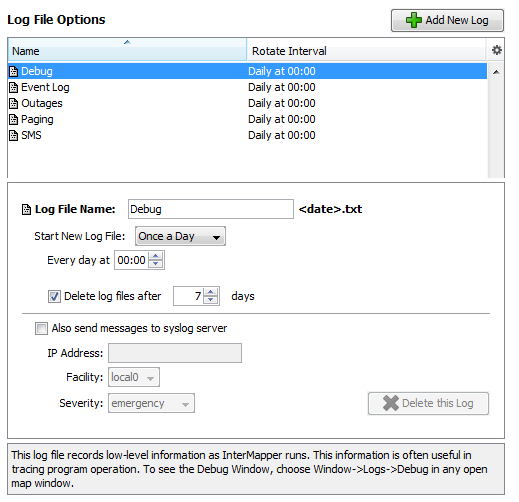 Log File Options
Add New Log
Name Rotate Interval
Debug Daily at 00:00
Event Log Daily at 00:00
Outages Daily at 00:00
Paging Daily at 00:00
SMS Daily at 00:00
Log File Name: Debug <date>.txt
Start New Log File: Once a Day
Every day at 00:00
Delete log files after 7 days
Also send messages to syslog server
IP Address:
Facility: local0
Severity: emergency
Delete this Log
This log file records low-level information as InterMapper runs. This information is often useful in
tracing program operation. To see the Debug Window, choose Window->Logs->Debug in any open
map window.